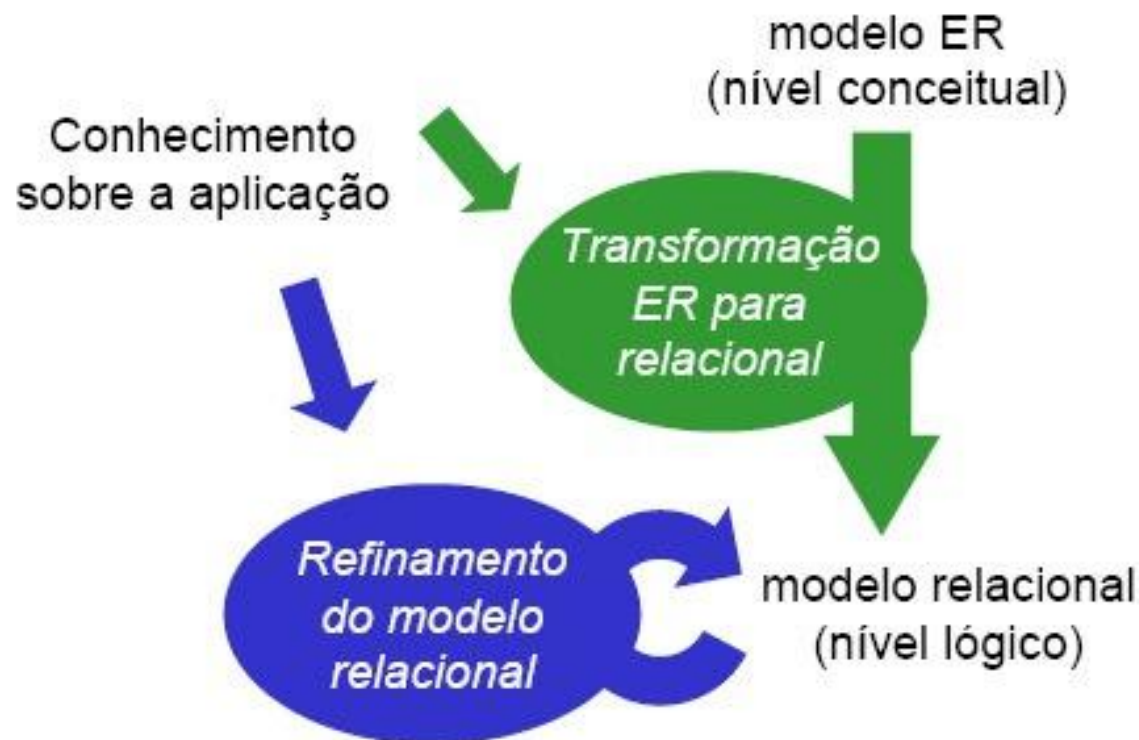 modelo ER
(nível conceitual)
Conhecimento
sobre a aplicação
Transformação
ER para
relacional
Refinamento
do modelo
relacional
modelo relacional
(nível lógico)